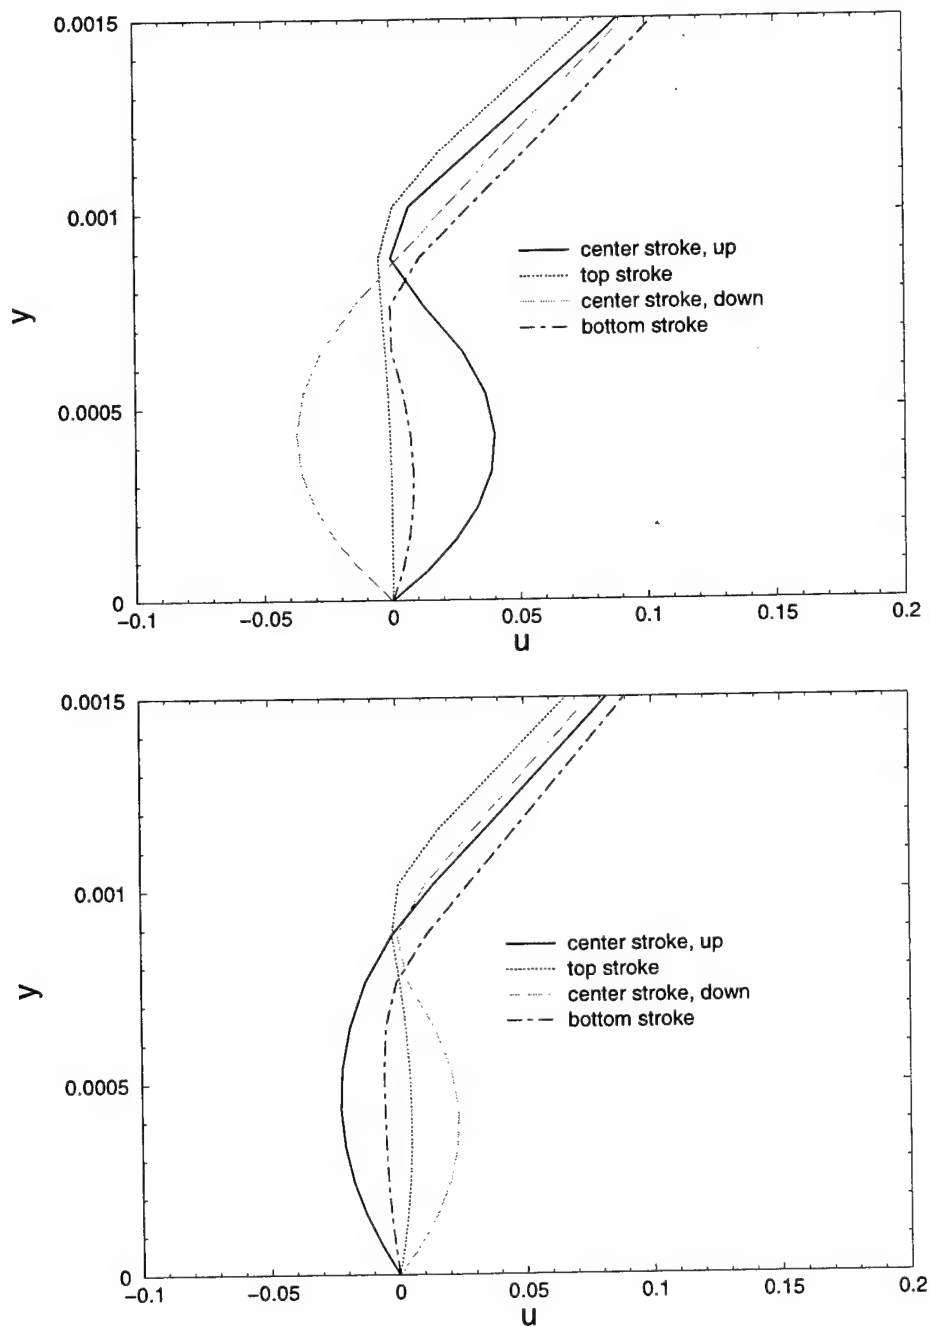 0.0015
0.001
0.0005
0
y
center stroke, up
top stroke
center stroke, down
bottom stroke
−0.1 −0.05 0 0.05 0.1 0.15 0.2
u
0.0015
0.001
0.0005
0
y
center stroke, up
top stroke
center stroke, down
bottom stroke
−0.1 −0.05 0 0.05 0.1 0.15 0.2
u